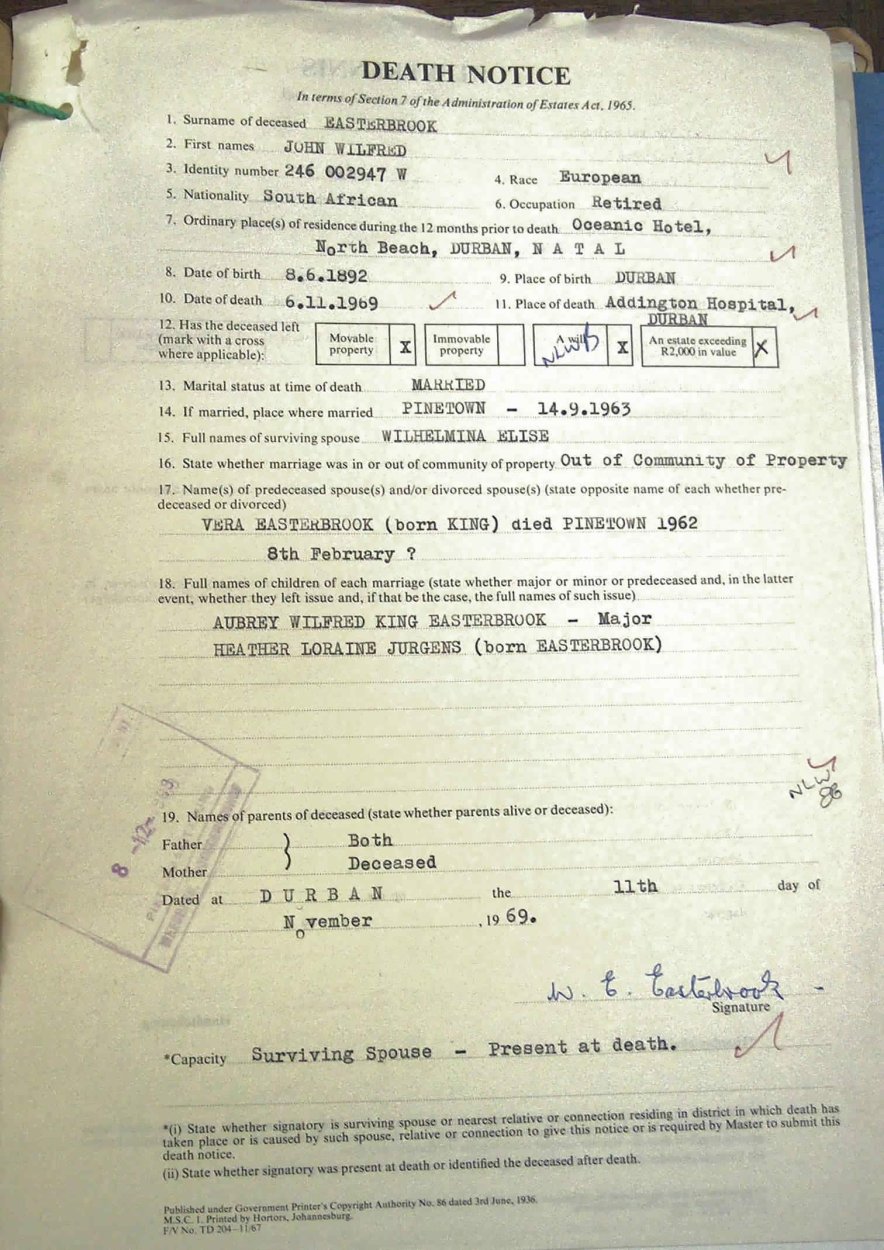 DEATH NOTICE
In terms of Section 7 of the Administration of Estates Act, 1965.
1. Surname of deceased EASTERBROOK
2. First names JOHN WILFRED
3. Identity number 246 002947 W 4. Race European
5. Nationality South African 6. Occupation Retired
7. Ordinary place(s) of residence during the 12 months prior to death Oceanic Hotel,
North Beach, DURBAN, N A T A L
8. Date of birth 8.6.1892 9. Place of birth DURBAN
10. Date of death 6.11.1969 11. Place of death Addington Hospital,
DURBAN
12. Has the deceased left
(mark with a cross
where applicable):
Movable
property X
Immovable
property
A will X
NLWB
An estate exceeding
R2,000 in value X
13. Marital status at time of death MARRIED
14. If married, place where married PINETOWN - 14.9.1963
15. Full names of surviving spouse WILHELMINA ELISE
16. State whether marriage was in or out of community of property Out of Community of Property
17. Name(s) of predeceased spouse(s) and/or divorced spouse(s) (state opposite name of each whether pre-
deceased or divorced)
VERA EASTERBROOK (born KING) died PINETOWN 1962
8th February ?
18. Full names of children of each marriage (state whether major or minor or predeceased and, in the latter
event, whether they left issue and, if that be the case, the full names of such issue)
AUBREY WILFRED KING EASTERBROOK - Major
HEATHER LORAINE JURGENS (born EASTERBROOK)
NLW
8 -12-
19. Names of parents of deceased (state whether parents alive or deceased):
Father } Both
Mother Deceased
Dated at D U R B A N the 11th day of
November , 19 69.
W. E. Easterbrook
Signature
*Capacity Surviving Spouse - Present at death.
*(i) State whether signatory is surviving spouse or nearest relative or connection residing in district in which death has
taken place or is caused by such spouse, relative or connection to give this notice or is required by Master to submit this
death notice.
(ii) State whether signatory was present at death or identified the deceased after death.
Published under Government Printer's Copyright Authority No. 86 dated 3rd June, 1936.
M.S.C. 1. Printed by Hortors, Johannesburg.
F/V No. TD 204-11/67